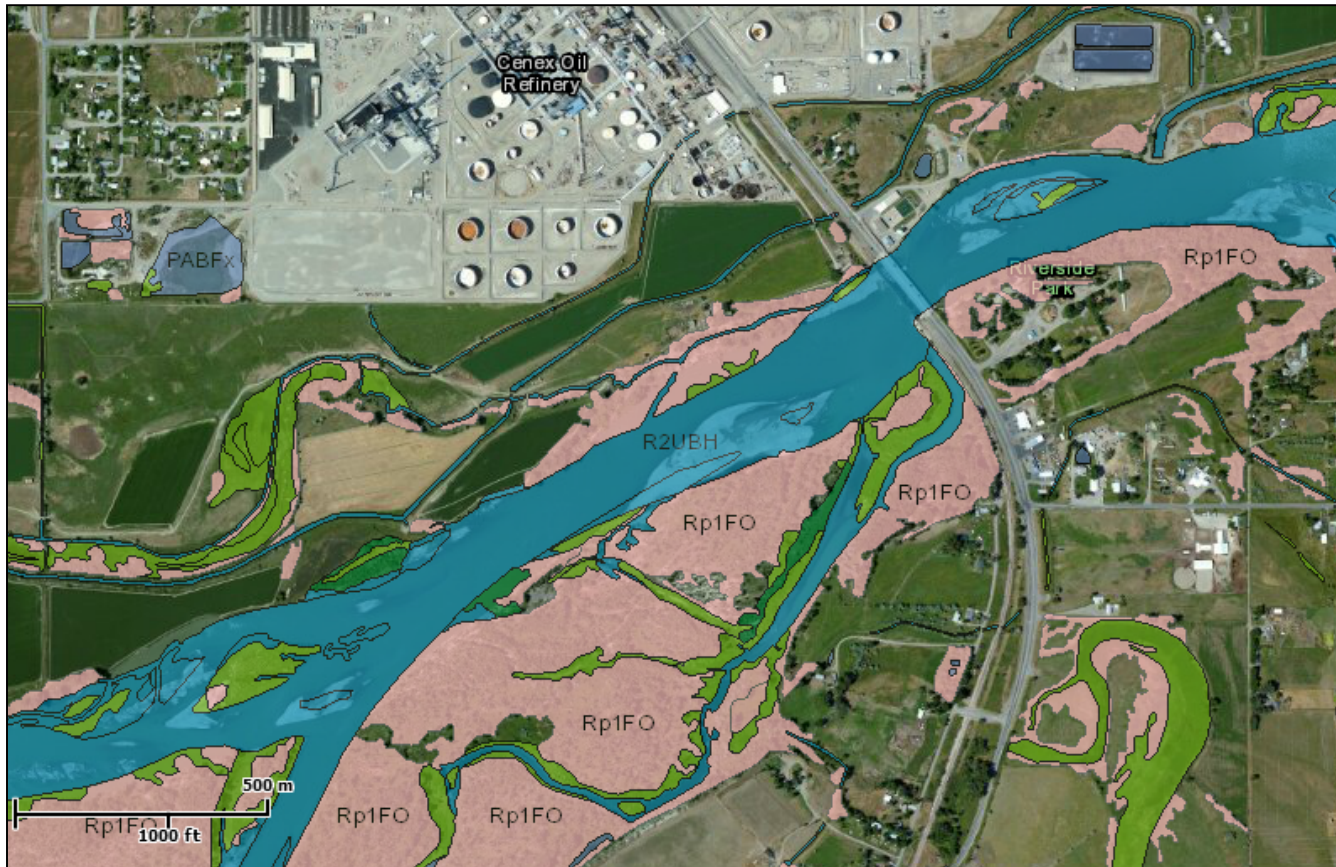 Cenex Oil
Refinery
PABFx
Rp1FO
Riverside
Park
R2UBH
Rp1FO
Rp1FO
Rp1FO
500 m
Rp1FO
Rp1FO
Rp1FO
1000 ft